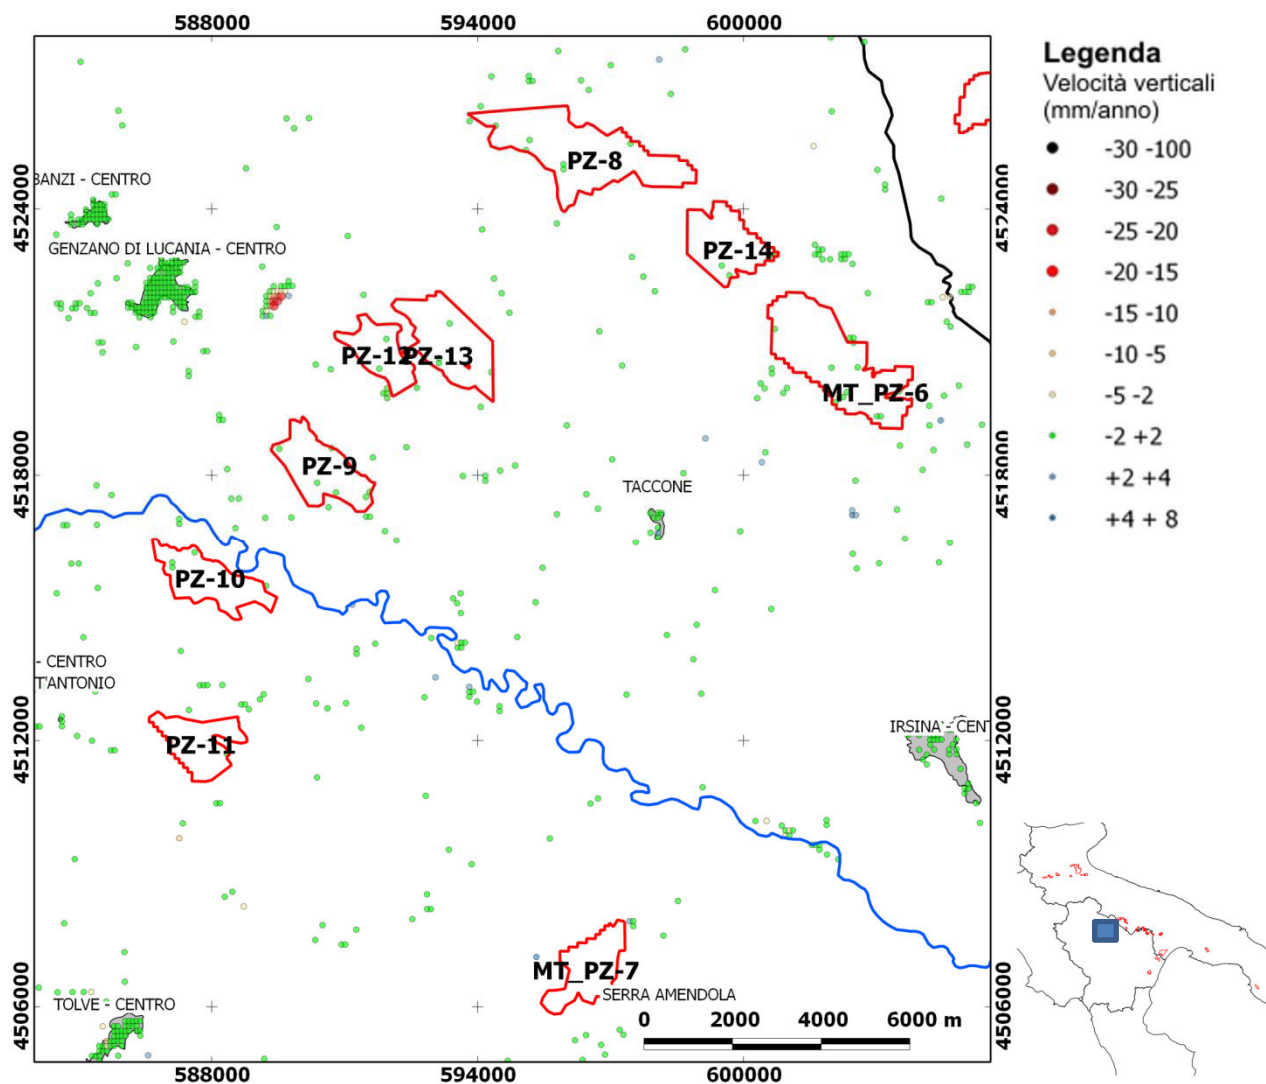 588000
594000
600000
Legenda
Velocità verticali
(mm/anno)
-30 -100
-30 -25
-25 -20
-20 -15
-15 -10
-10 -5
-5 -2
-2 +2
+2 +4
+4 + 8
4524000
4524000
4518000
4518000
4512000
4512000
4506000
4506000
PZ-8
BANZI - CENTRO
GENZANO DI LUCANIA - CENTRO
PZ-14
PZ-12
PZ-13
MT_PZ-6
PZ-9
TACCONE
PZ-10
- CENTRO
T'ANTONIO
PZ-11
IRSINA - CENT
MT_PZ-7
SERRA AMENDOLA
TOLVE - CENTRO
0 2000 4000 6000 m
588000
594000
600000